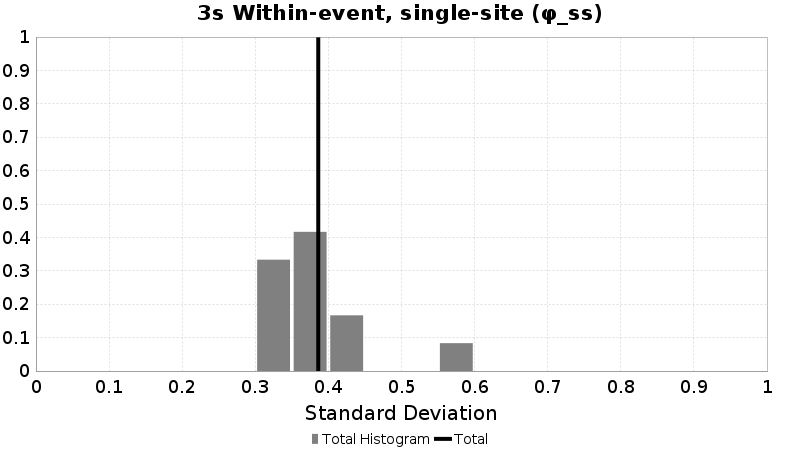 3s Within-event, single-site (φ_ss)
1
0.9
0.8
0.7
0.6
0.5
0.4
0.3
0.2
0.1
0
0 0.1 0.2 0.3 0.4 0.5 0.6 0.7 0.8 0.9 1
Standard Deviation
Total Histogram Total